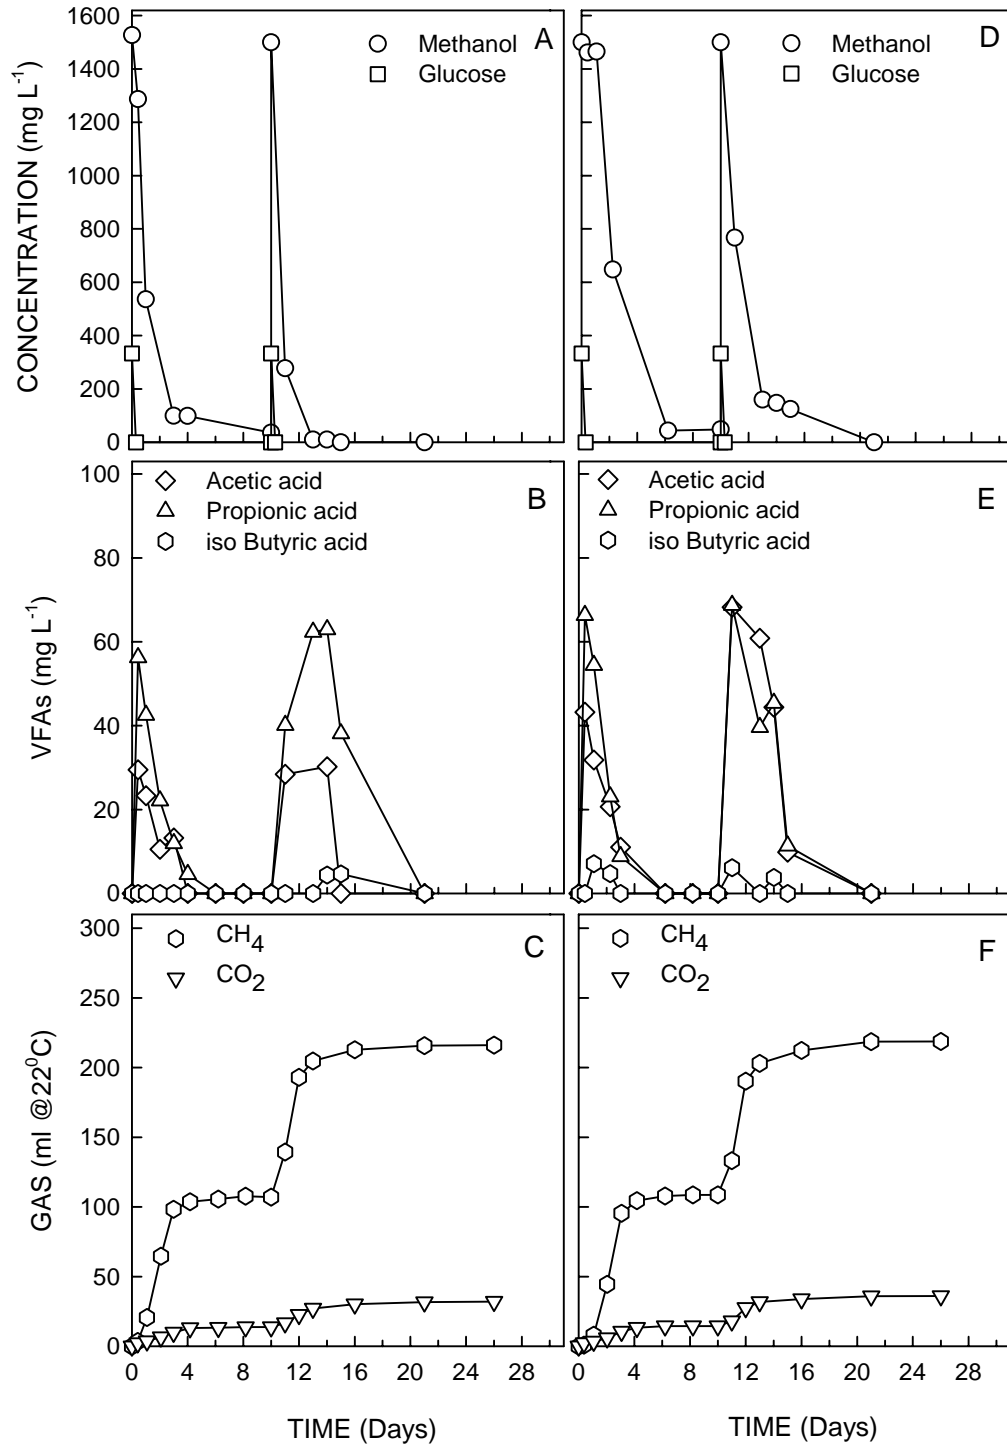 1600
1400
1200
1000
800
600
400
200
0
CONCENTRATION (mg L⁻¹)
Methanol
Glucose
A
Methanol
Glucose
D
100
80
60
40
20
0
VFAs (mg L⁻¹)
Acetic acid
Propionic acid
iso Butyric acid
B
Acetic acid
Propionic acid
iso Butyric acid
E
300
250
200
150
100
50
0
GAS (ml @22⁰C)
CH₄
CO₂
C
CH₄
CO₂
F
0 4 8 12 16 20 24 28
0 4 8 12 16 20 24 28
TIME (Days)
TIME (Days)